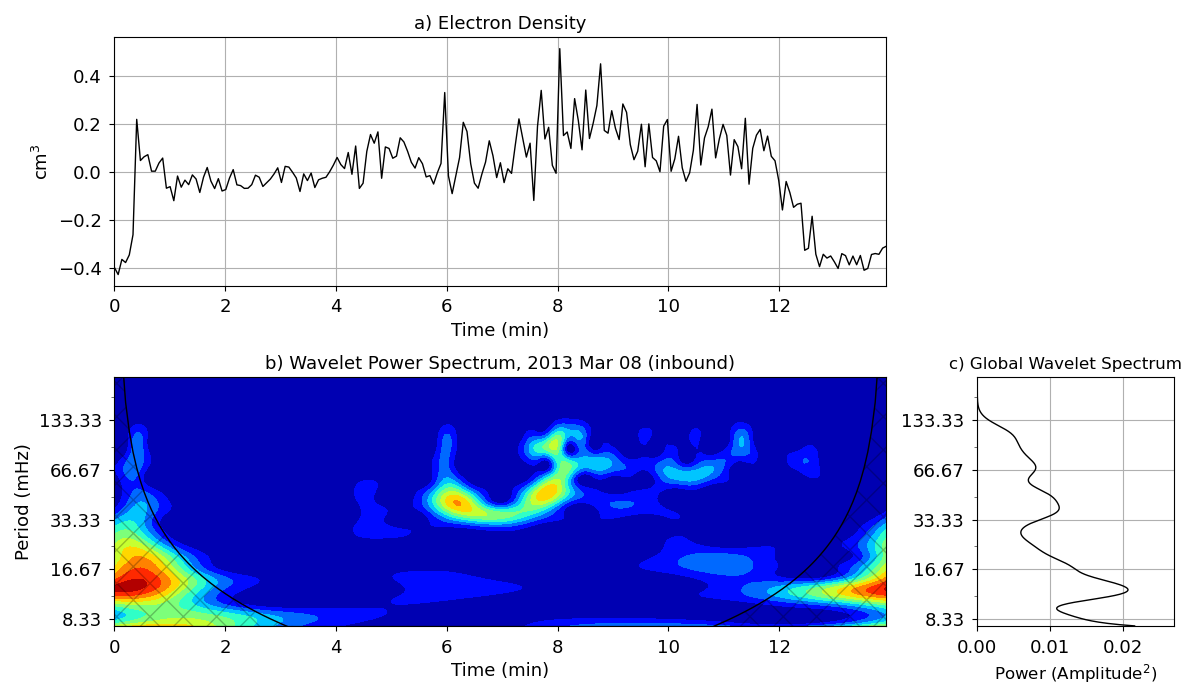 a) Electron Density
cm³
0.4
0.2
0.0
−0.2
−0.4
0 2 4 6 8 10 12
Time (min)
b) Wavelet Power Spectrum, 2013 Mar 08 (inbound)
Period (mHz)
133.33
66.67
33.33
16.67
8.33
0 2 4 6 8 10 12
Time (min)
c) Global Wavelet Spectrum
133.33
66.67
33.33
16.67
8.33
0.00 0.01 0.02
Power (Amplitude²)